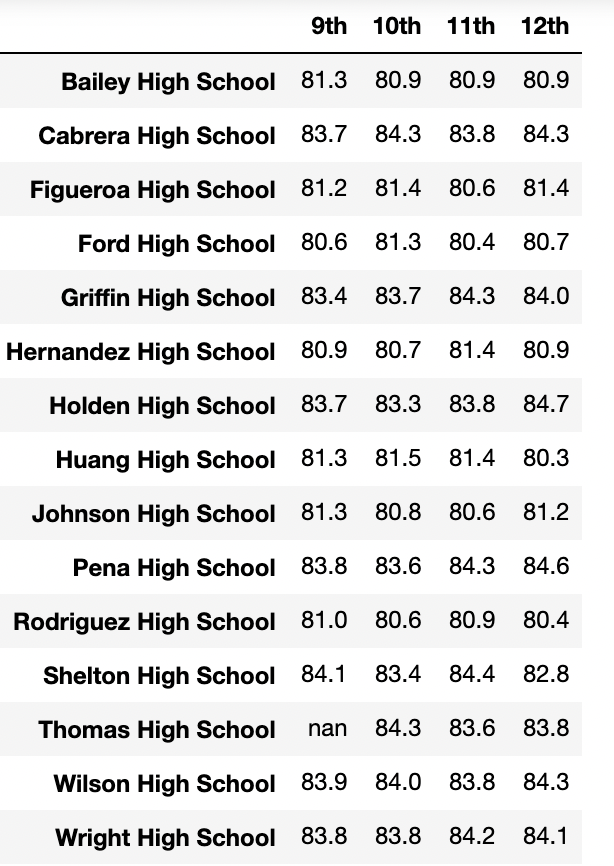 9th 10th 11th 12th
Bailey High School 81.3 80.9 80.9 80.9
Cabrera High School 83.7 84.3 83.8 84.3
Figueroa High School 81.2 81.4 80.6 81.4
Ford High School 80.6 81.3 80.4 80.7
Griffin High School 83.4 83.7 84.3 84.0
Hernandez High School 80.9 80.7 81.4 80.9
Holden High School 83.7 83.3 83.8 84.7
Huang High School 81.3 81.5 81.4 80.3
Johnson High School 81.3 80.8 80.6 81.2
Pena High School 83.8 83.6 84.3 84.6
Rodriguez High School 81.0 80.6 80.9 80.4
Shelton High School 84.1 83.4 84.4 82.8
Thomas High School nan 84.3 83.6 83.8
Wilson High School 83.9 84.0 83.8 84.3
Wright High School 83.8 83.8 84.2 84.1